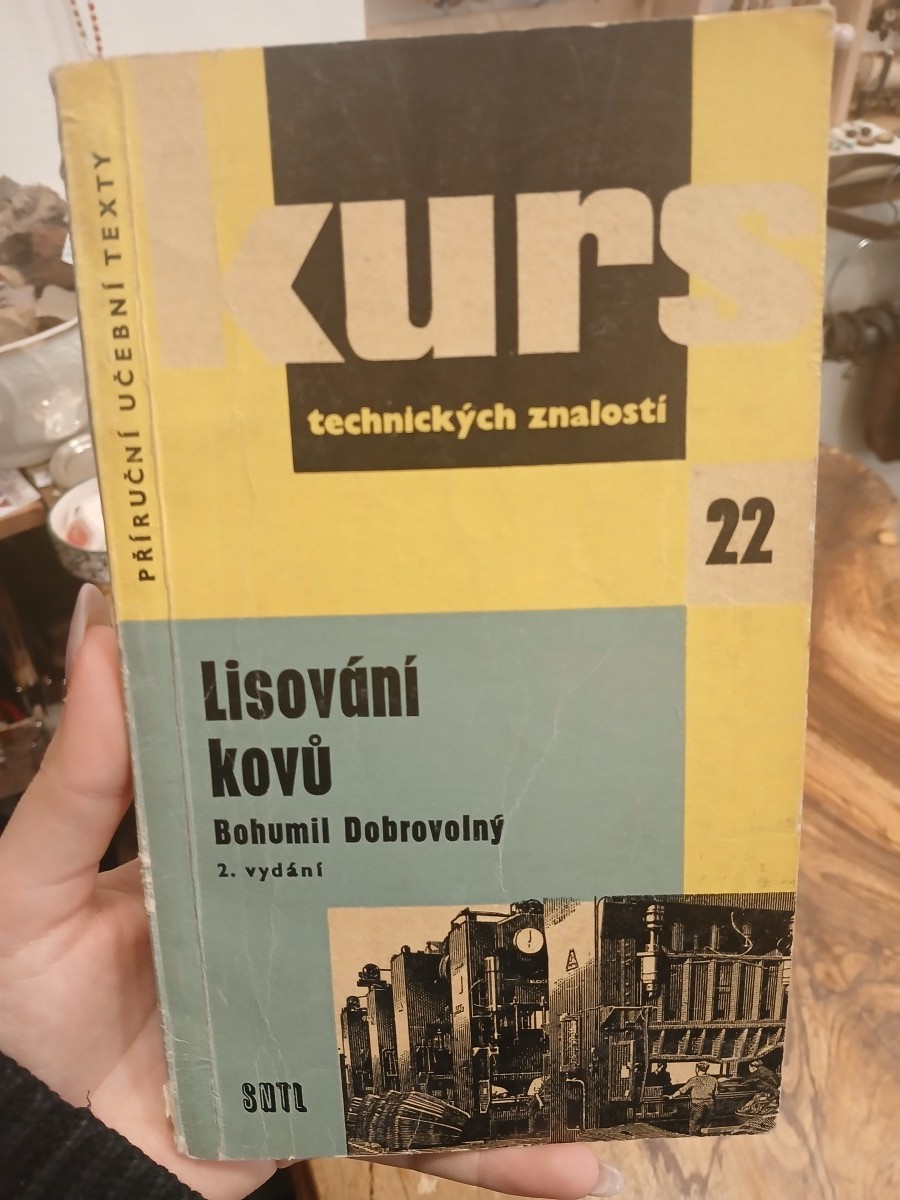 PŘÍRUČNÍ UČEBNÍ TEXTY
kurs
technických znalostí
22
Lisování
kovů
Bohumil Dobrovolný
2. vydání
SNTL